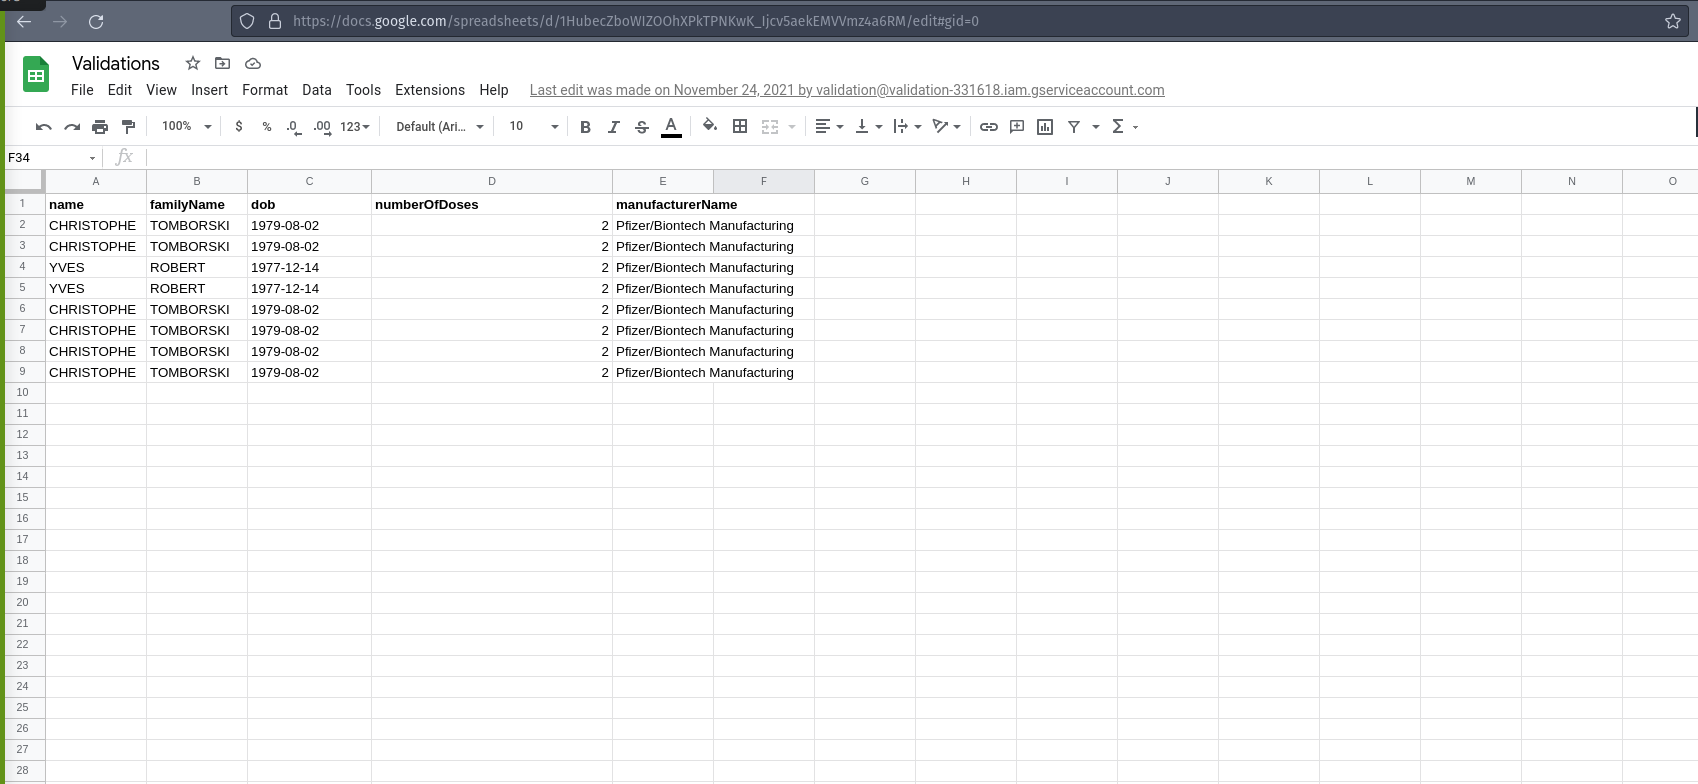 https://docs.google.com/spreadsheets/d/1HubecZboWIZOOhXPkTPNKwK_Ijcv5aekEMVVmz4a6RM/edit#gid=0
Validations
File Edit View Insert Format Data Tools Extensions Help Last edit was made on November 24, 2021 by validation@validation-331618.iam.gserviceaccount.com
100% $ % .0 .00 123 Default (Ari... 10 B I S A Σ
F34 fx
A B C D E F G H I J K L M N O
1 name familyName dob numberOfDoses manufacturerName
2 CHRISTOPHE TOMBORSKI 1979-08-02 2 Pfizer/Biontech Manufacturing
3 CHRISTOPHE TOMBORSKI 1979-08-02 2 Pfizer/Biontech Manufacturing
4 YVES ROBERT 1977-12-14 2 Pfizer/Biontech Manufacturing
5 YVES ROBERT 1977-12-14 2 Pfizer/Biontech Manufacturing
6 CHRISTOPHE TOMBORSKI 1979-08-02 2 Pfizer/Biontech Manufacturing
7 CHRISTOPHE TOMBORSKI 1979-08-02 2 Pfizer/Biontech Manufacturing
8 CHRISTOPHE TOMBORSKI 1979-08-02 2 Pfizer/Biontech Manufacturing
9 CHRISTOPHE TOMBORSKI 1979-08-02 2 Pfizer/Biontech Manufacturing
10
11
12
13
14
15
16
17
18
19
20
21
22
23
24
25
26
27
28